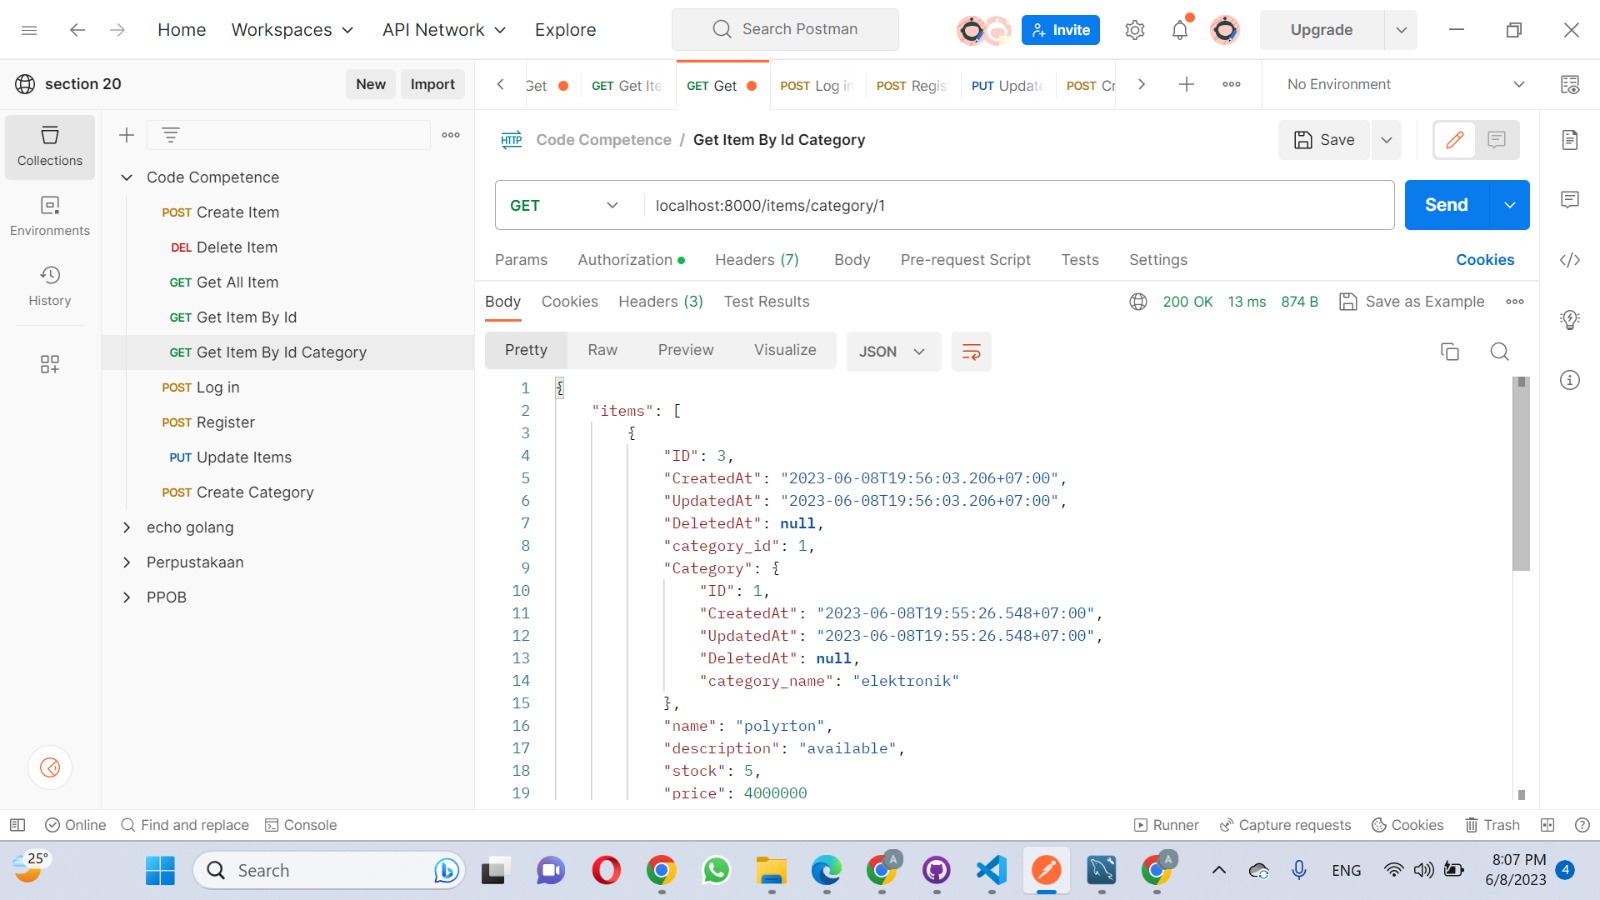 Home Workspaces API Network Explore Search Postman Invite Upgrade
section 20 New Import Get GET Get Ite GET Get POST Log in POST Regis PUT Update POST Cr No Environment
Collections
Environments
History
Code Competence
POST Create Item
DEL Delete Item
GET Get All Item
GET Get Item By Id
GET Get Item By Id Category
POST Log in
POST Register
PUT Update Items
POST Create Category
echo golang
Perpustakaan
PPOB
HTTP Code Competence / Get Item By Id Category Save
GET localhost:8000/items/category/1 Send
Params Authorization Headers (7) Body Pre-request Script Tests Settings Cookies
Body Cookies Headers (3) Test Results 200 OK 13 ms 874 B Save as Example
Pretty Raw Preview Visualize JSON
1 {
2 "items": [
3 {
4 "ID": 3,
5 "CreatedAt": "2023-06-08T19:56:03.206+07:00",
6 "UpdatedAt": "2023-06-08T19:56:03.206+07:00",
7 "DeletedAt": null,
8 "category_id": 1,
9 "Category": {
10 "ID": 1,
11 "CreatedAt": "2023-06-08T19:55:26.548+07:00",
12 "UpdatedAt": "2023-06-08T19:55:26.548+07:00",
13 "DeletedAt": null,
14 "category_name": "elektronik"
15 },
16 "name": "polyrton",
17 "description": "available",
18 "stock": 5,
19 "price": 4000000
Online Find and replace Console Runner Capture requests Cookies Trash
25° Search A A ENG 8:07 PM
6/8/2023 4